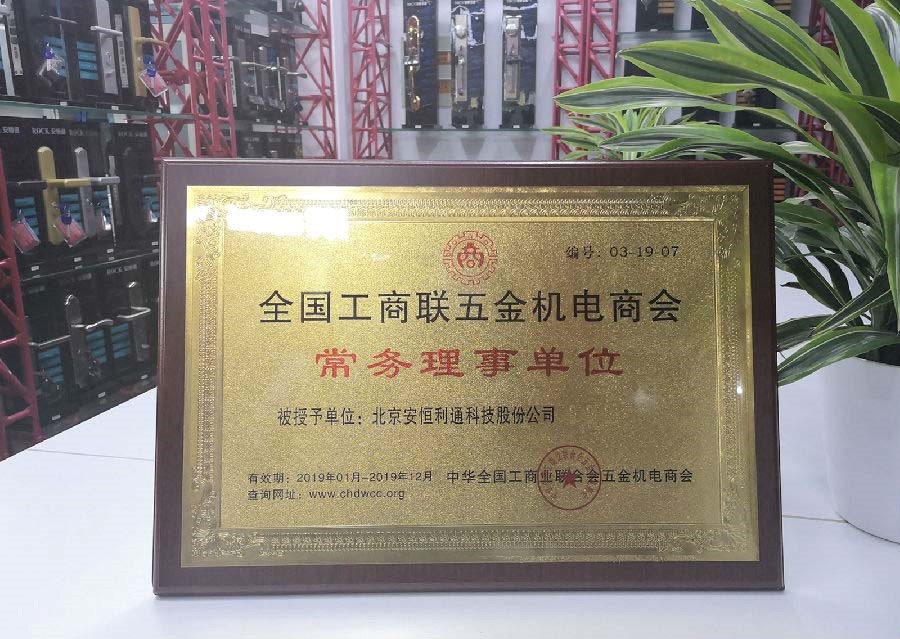 编号：03-19-07
全国工商联五金机电商会
常务理事单位
被授予单位：北京安恒利通科技股份公司
有效期：2019年01月-2019年12月 中华全国工商业联合会五金机电商会
查询网址：www.chdwcc.org
ROCK 安恒通